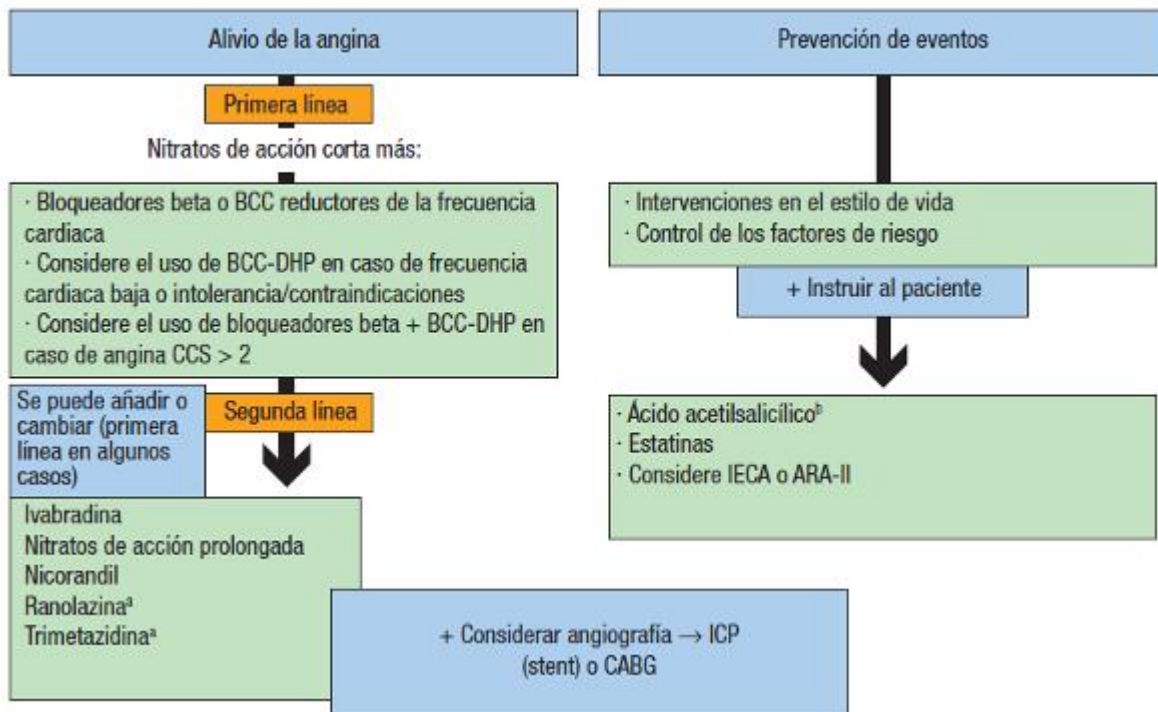 Alivio de la angina
Primera línea
Nitratos de acción corta más:
· Bloqueadores beta o BCC reductores de la frecuencia
cardiaca
· Considere el uso de BCC-DHP en caso de frecuencia
cardiaca baja o intolerancia/contraindicaciones
· Considere el uso de bloqueadores beta + BCC-DHP en
caso de angina CCS > 2
Se puede añadir o
cambiar (primera
línea en algunos
casos)
Segunda línea
Ivabradina
Nitratos de acción prolongada
Nicorandil
Ranolazinaᵃ
Trimetazidinaᵃ
Prevención de eventos
· Intervenciones en el estilo de vida
· Control de los factores de riesgo
+ Instruir al paciente
· Ácido acetilsalicílicoᵇ
· Estatinas
· Considere IECA o ARA-II
+ Considerar angiografía → ICP
(stent) o CABG